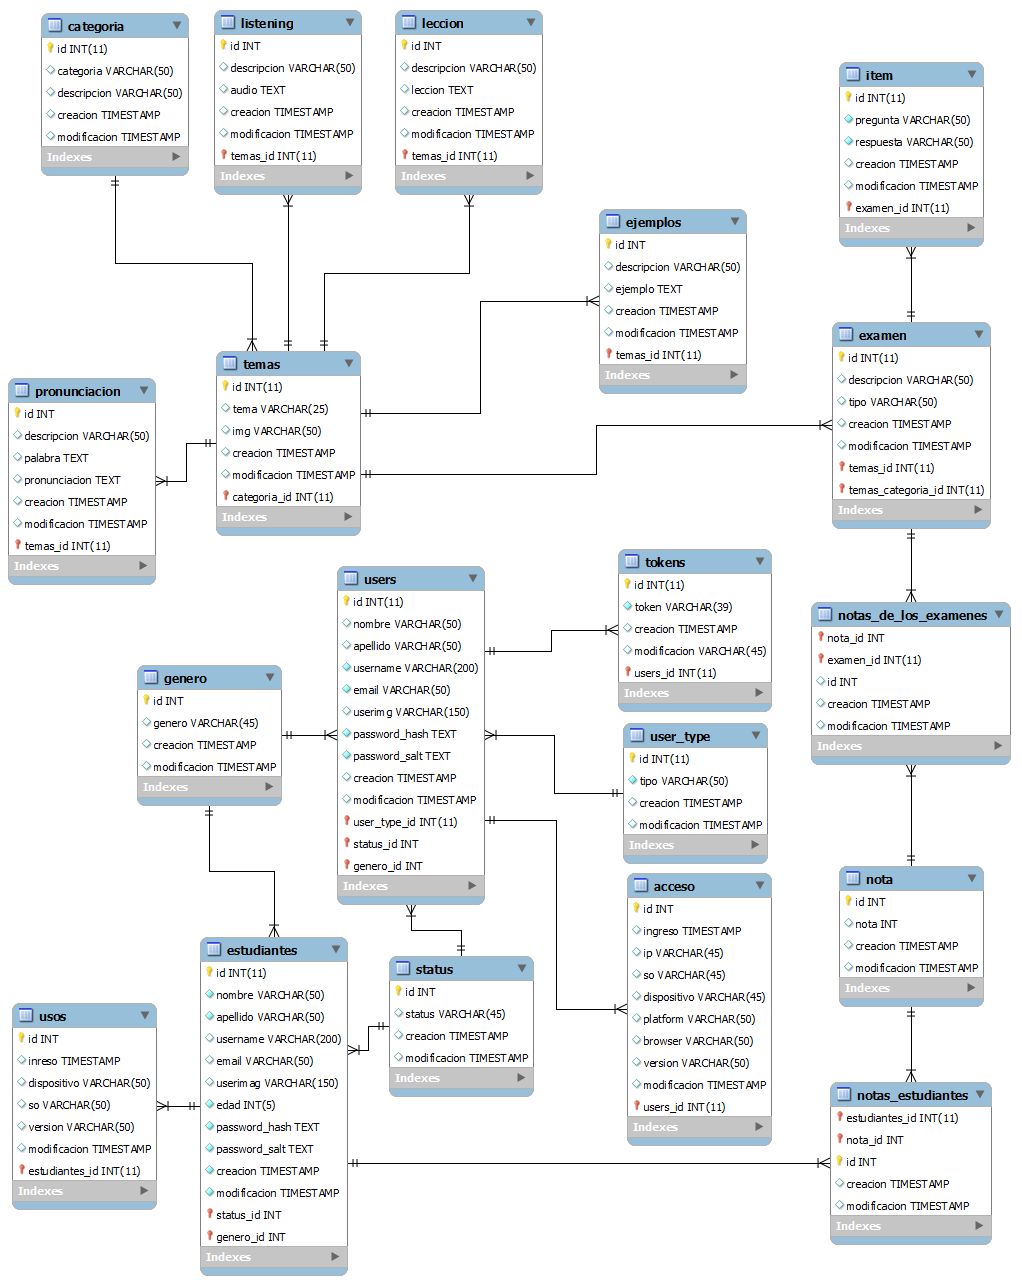 categoria
id INT(11)
categoria VARCHAR(50)
descripcion VARCHAR(50)
creacion TIMESTAMP
modificacion TIMESTAMP
Indexes
listening
id INT
descripcion VARCHAR(50)
audio TEXT
creacion TIMESTAMP
modificacion TIMESTAMP
temas_id INT(11)
Indexes
leccion
id INT
descripcion VARCHAR(50)
leccion TEXT
creacion TIMESTAMP
modificacion TIMESTAMP
temas_id INT(11)
Indexes
item
id INT(11)
pregunta VARCHAR(50)
respuesta VARCHAR(50)
creacion TIMESTAMP
modificacion TIMESTAMP
examen_id INT(11)
Indexes
ejemplos
id INT
descripcion VARCHAR(50)
ejemplo TEXT
creacion TIMESTAMP
modificacion TIMESTAMP
temas_id INT(11)
Indexes
examen
id INT(11)
descripcion VARCHAR(50)
tipo VARCHAR(50)
creacion TIMESTAMP
modificacion TIMESTAMP
temas_id INT(11)
temas_categoria_id INT(11)
Indexes
temas
id INT(11)
tema VARCHAR(25)
img VARCHAR(50)
creacion TIMESTAMP
modificacion TIMESTAMP
categoria_id INT(11)
Indexes
pronunciacion
id INT
descripcion VARCHAR(50)
palabra TEXT
pronunciacion TEXT
creacion TIMESTAMP
modificacion TIMESTAMP
temas_id INT(11)
Indexes
users
id INT(11)
nombre VARCHAR(50)
apellido VARCHAR(50)
username VARCHAR(200)
email VARCHAR(50)
userimg VARCHAR(150)
password_hash TEXT
password_salt TEXT
creacion TIMESTAMP
modificacion TIMESTAMP
user_type_id INT(11)
status_id INT
genero_id INT
Indexes
tokens
id INT(11)
token VARCHAR(39)
creacion TIMESTAMP
modificacion VARCHAR(45)
users_id INT(11)
Indexes
notas_de_los_examenes
nota_id INT
examen_id INT(11)
id INT
creacion TIMESTAMP
modificacion TIMESTAMP
Indexes
genero
id INT
genero VARCHAR(45)
creacion TIMESTAMP
modificacion TIMESTAMP
Indexes
user_type
id INT(11)
tipo VARCHAR(50)
creacion TIMESTAMP
modificacion TIMESTAMP
Indexes
acceso
id INT
ingreso TIMESTAMP
ip VARCHAR(45)
so VARCHAR(45)
dispositivo VARCHAR(45)
platform VARCHAR(50)
browser VARCHAR(50)
version VARCHAR(50)
modificacion TIMESTAMP
users_id INT(11)
Indexes
nota
id INT
nota INT
creacion TIMESTAMP
modificacion TIMESTAMP
Indexes
estudiantes
id INT(11)
nombre VARCHAR(50)
apellido VARCHAR(50)
username VARCHAR(200)
email VARCHAR(50)
userimag VARCHAR(150)
edad INT(5)
password_hash TEXT
password_salt TEXT
creacion TIMESTAMP
modificacion TIMESTAMP
status_id INT
genero_id INT
Indexes
status
id INT
status VARCHAR(45)
creacion TIMESTAMP
modificacion TIMESTAMP
Indexes
usos
id INT
inreso TIMESTAMP
dispositivo VARCHAR(50)
so VARCHAR(50)
version VARCHAR(50)
modificacion TIMESTAMP
estudiantes_id INT(11)
Indexes
notas_estudiantes
estudiantes_id INT(11)
nota_id INT
id INT
creacion TIMESTAMP
modificacion TIMESTAMP
Indexes